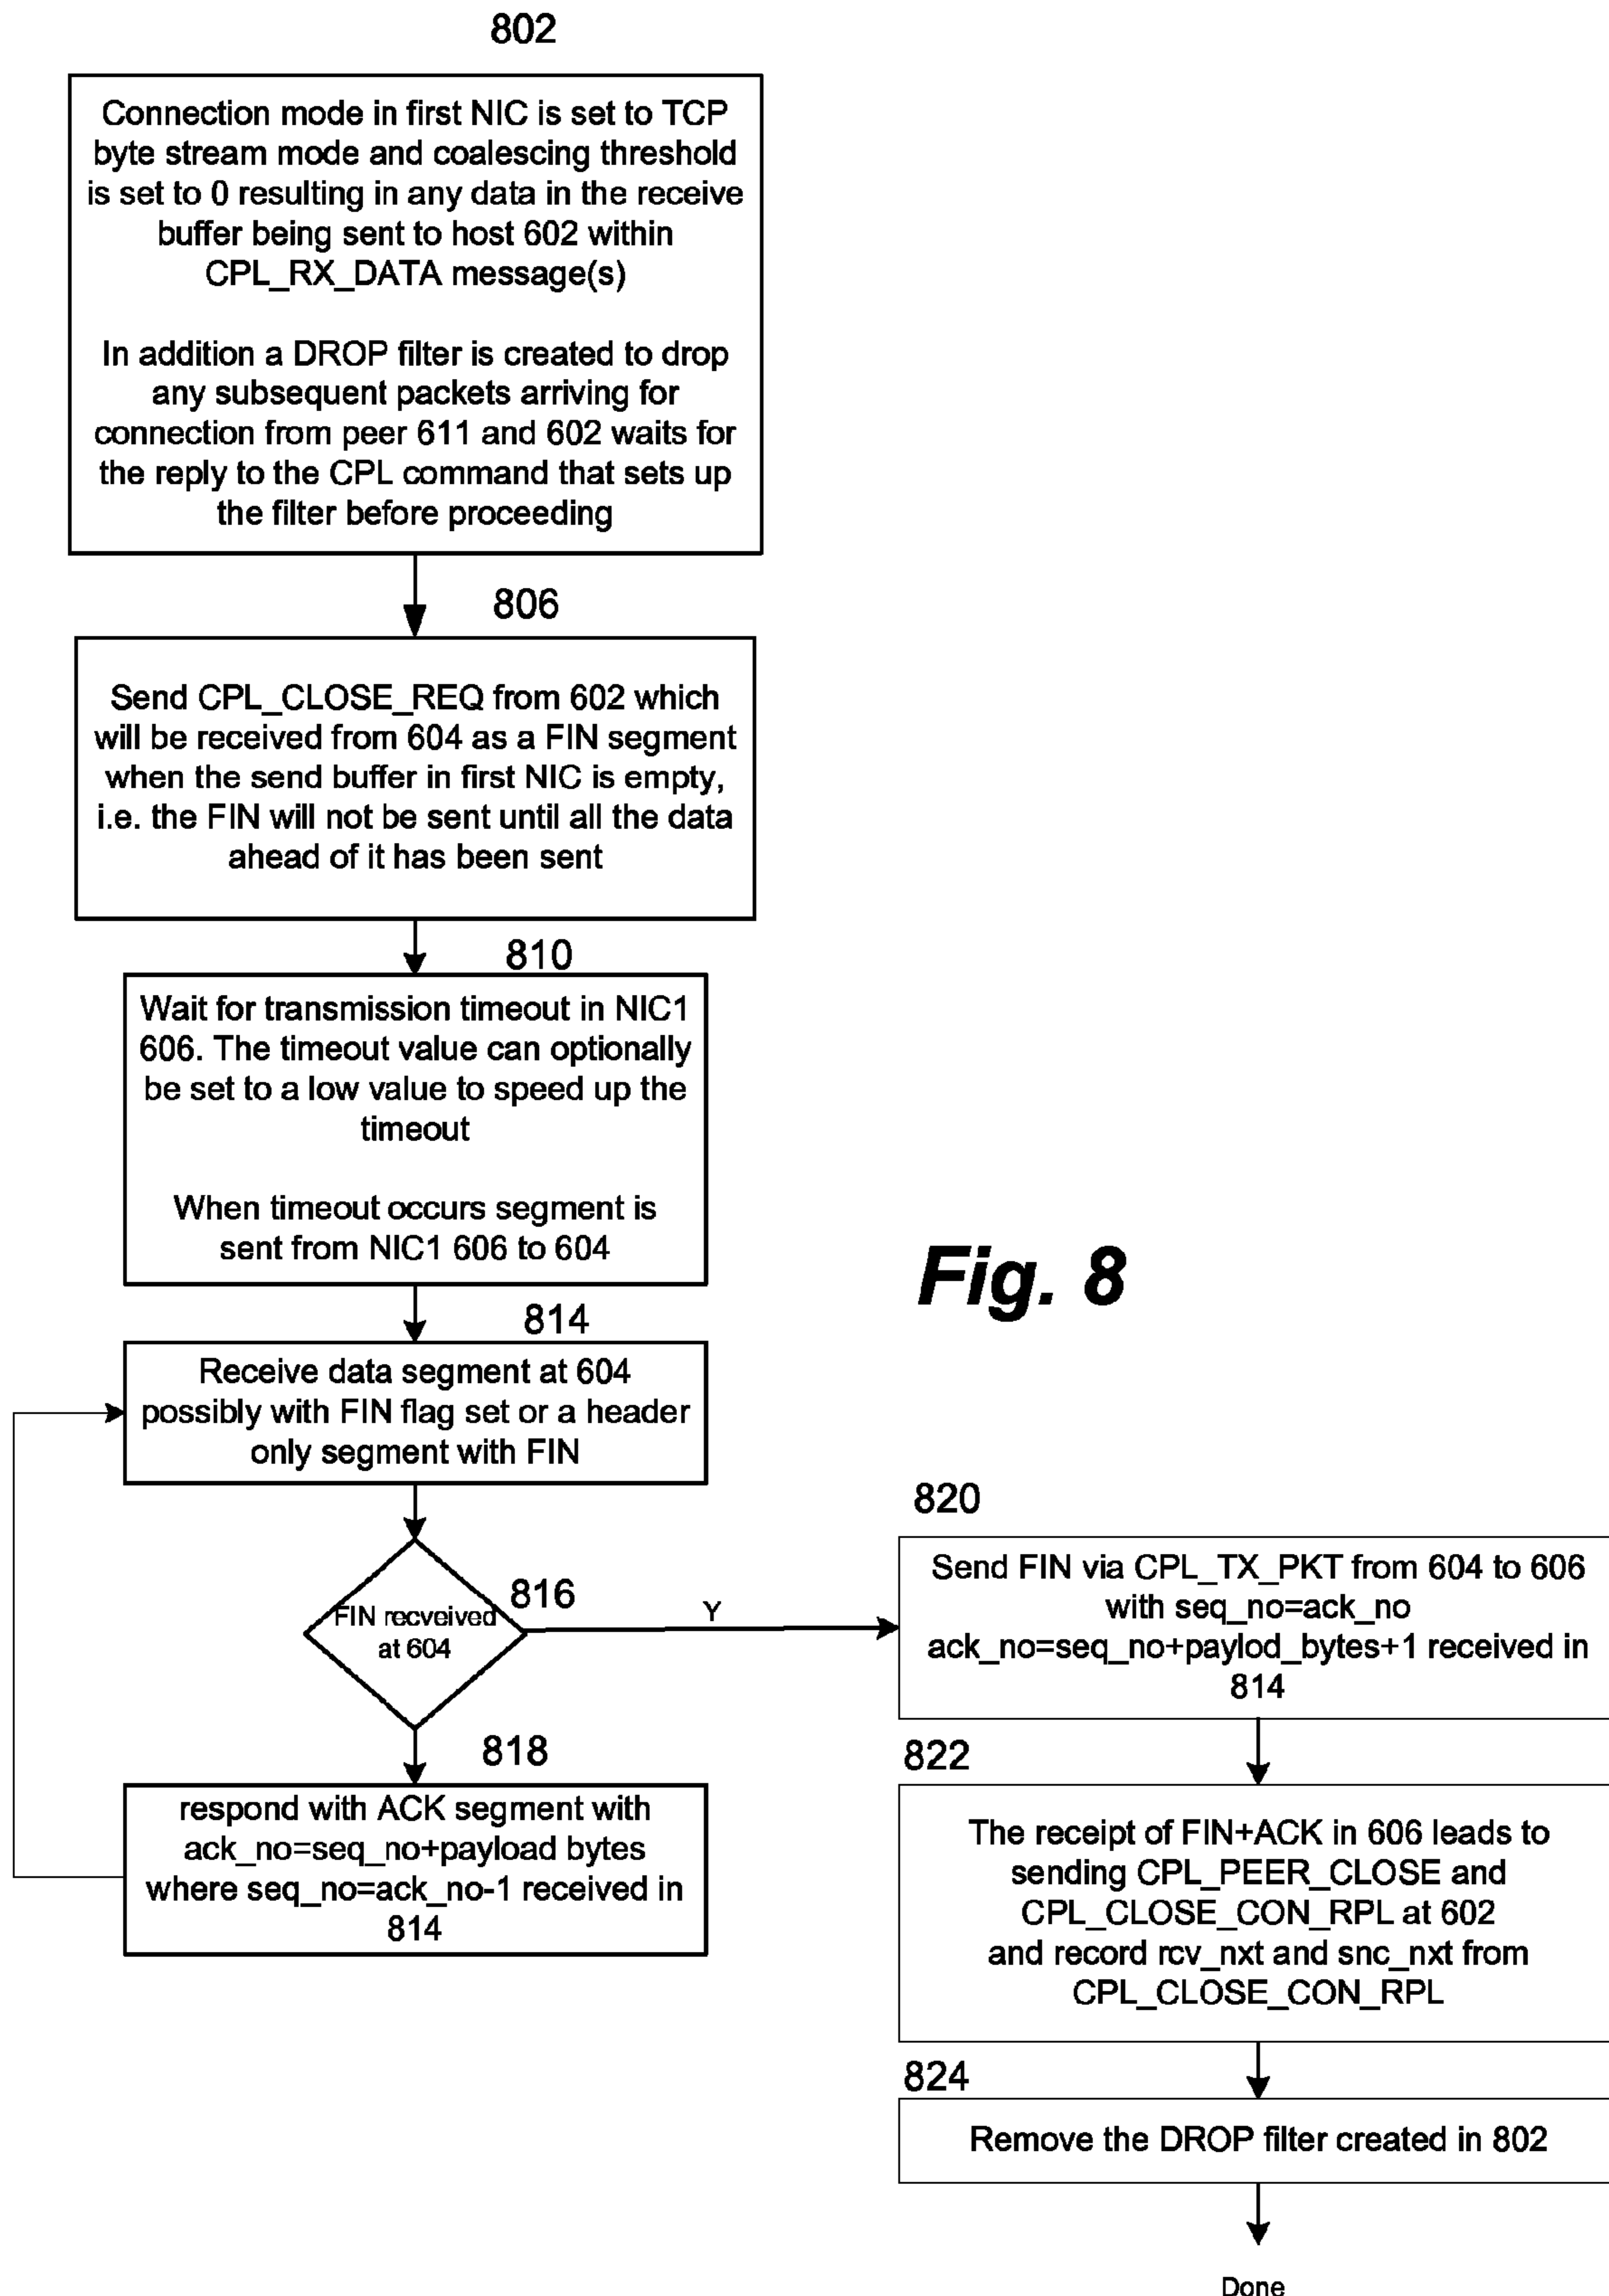 802
Connection mode in first NIC is set to TCP
byte stream mode and coalescing threshold
is set to 0 resulting in any data in the receive
buffer being sent to host 602 within
CPL_RX_DATA message(s)
In addition a DROP filter is created to drop
any subsequent packets arriving for
connection from peer 611 and 602 waits for
the reply to the CPL command that sets up
the filter before proceeding
806
Send CPL_CLOSE_REQ from 602 which
will be received from 604 as a FIN segment
when the send buffer in first NIC is empty,
i.e. the FIN will not be sent until all the data
ahead of it has been sent
810
Wait for transmission timeout in NIC1
606. The timeout value can optionally
be set to a low value to speed up the
timeout
When timeout occurs segment is
sent from NIC1 606 to 604
Fig. 8
814
Receive data segment at 604
possibly with FIN flag set or a header
only segment with FIN
816
FIN recveived
at 604
Y
818
respond with ACK segment with
ack_no=seq_no+payload bytes
where seq_no=ack_no-1 received in
814
820
Send FIN via CPL_TX_PKT from 604 to 606
with seq_no=ack_no
ack_no=seq_no+paylod_bytes+1 received in
814
822
The receipt of FIN+ACK in 606 leads to
sending CPL_PEER_CLOSE and
CPL_CLOSE_CON_RPL at 602
and record rcv_nxt and snc_nxt from
CPL_CLOSE_CON_RPL
824
Remove the DROP filter created in 802
Done